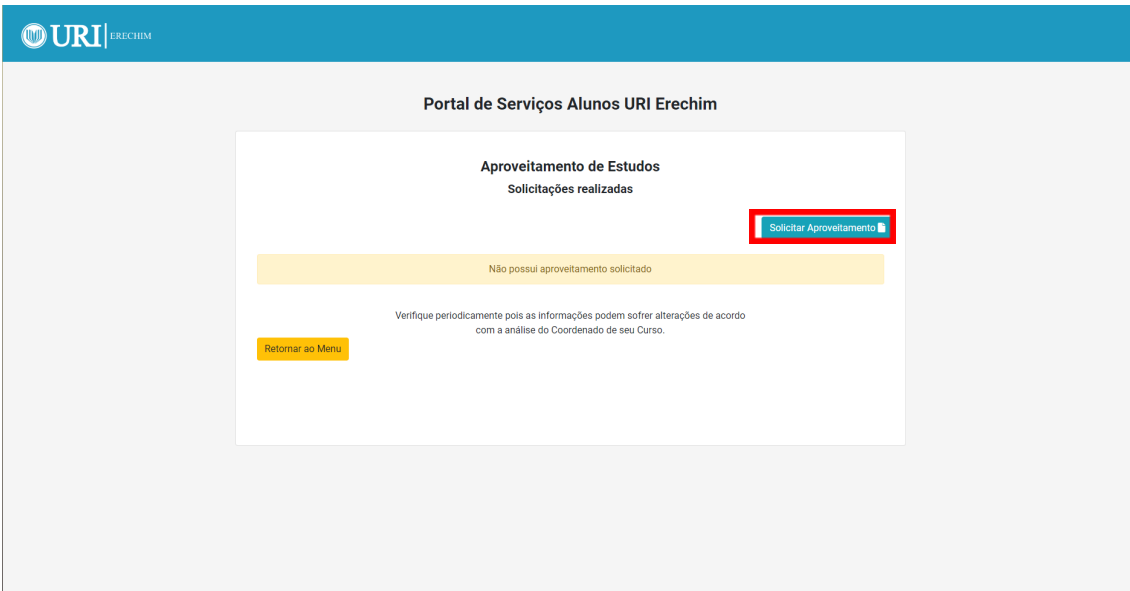 URI ERECHIM
Portal de Serviços Alunos URI Erechim
Aproveitamento de Estudos
Solicitações realizadas
Solicitar Aproveitamento
Não possui aproveitamento solicitado
Verifique periodicamente pois as informações podem sofrer alterações de acordo
com a análise do Coordenado de seu Curso.
Retornar ao Menu